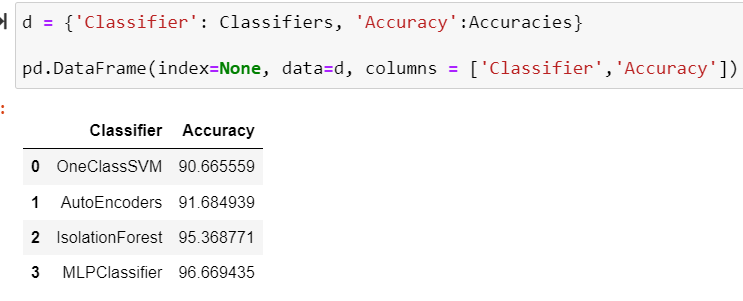 d = {'Classifier': Classifiers, 'Accuracy':Accuracies}
pd.DataFrame(index=None, data=d, columns = ['Classifier','Accuracy'])
:
Classifier Accuracy
0 OneClassSVM 90.665559
1 AutoEncoders 91.684939
2 IsolationForest 95.368771
3 MLPClassifier 96.669435